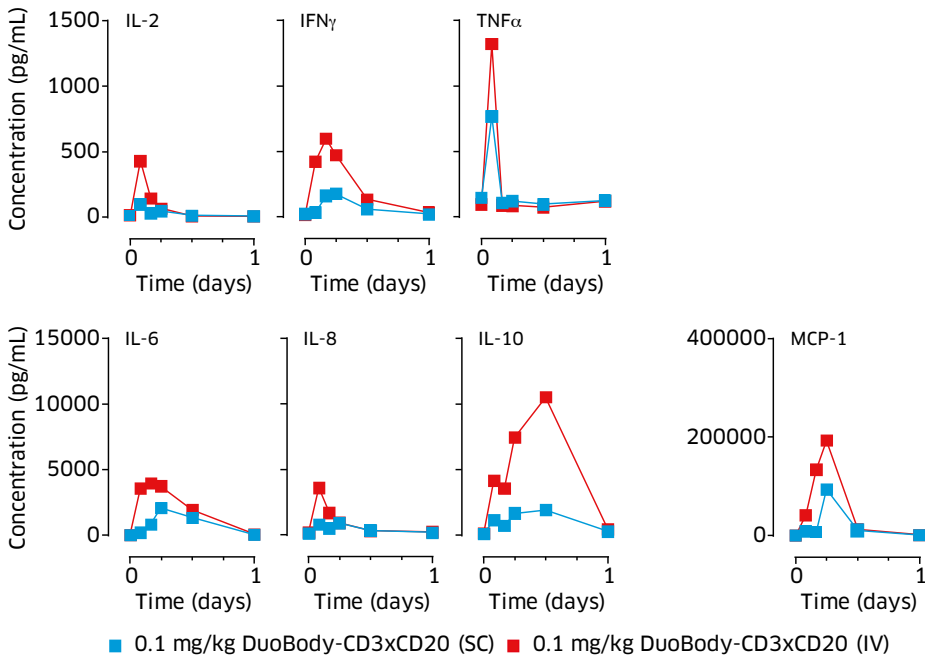 IL-2 IFNγ TNFα
Concentration (pg/mL)
1500
1000
500
0
0 1 0 1 0 1
Time (days) Time (days) Time (days)
IL-6 IL-8 IL-10 MCP-1
Concentration (pg/mL)
15000 400000
10000
200000
5000
0 0
0 1 0 1 0 1 0 1
Time (days) Time (days) Time (days) Time (days)
0.1 mg/kg DuoBody-CD3xCD20 (SC) 0.1 mg/kg DuoBody-CD3xCD20 (IV)